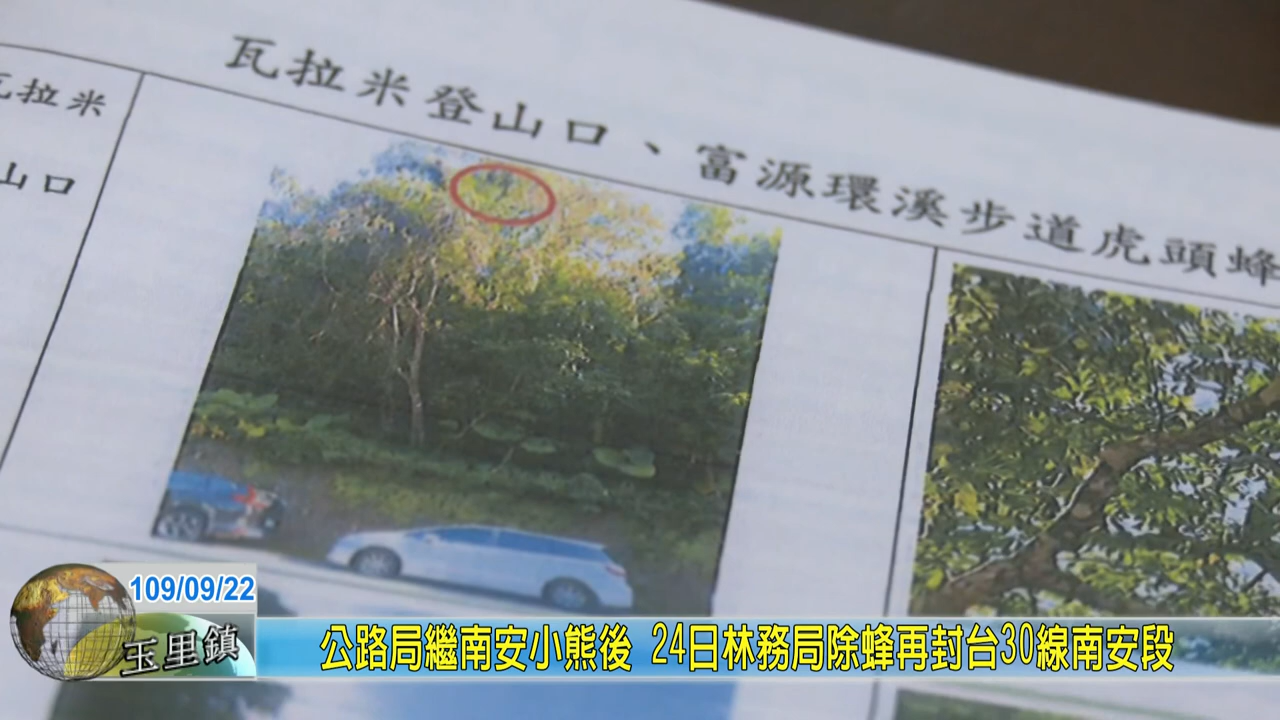 瓦拉米登山口、富源環溪步道虎頭蜂
瓦拉米
山口
109/09/22
玉里鎮
公路局繼南安小熊後 24日林務局除蜂再封台30線南安段